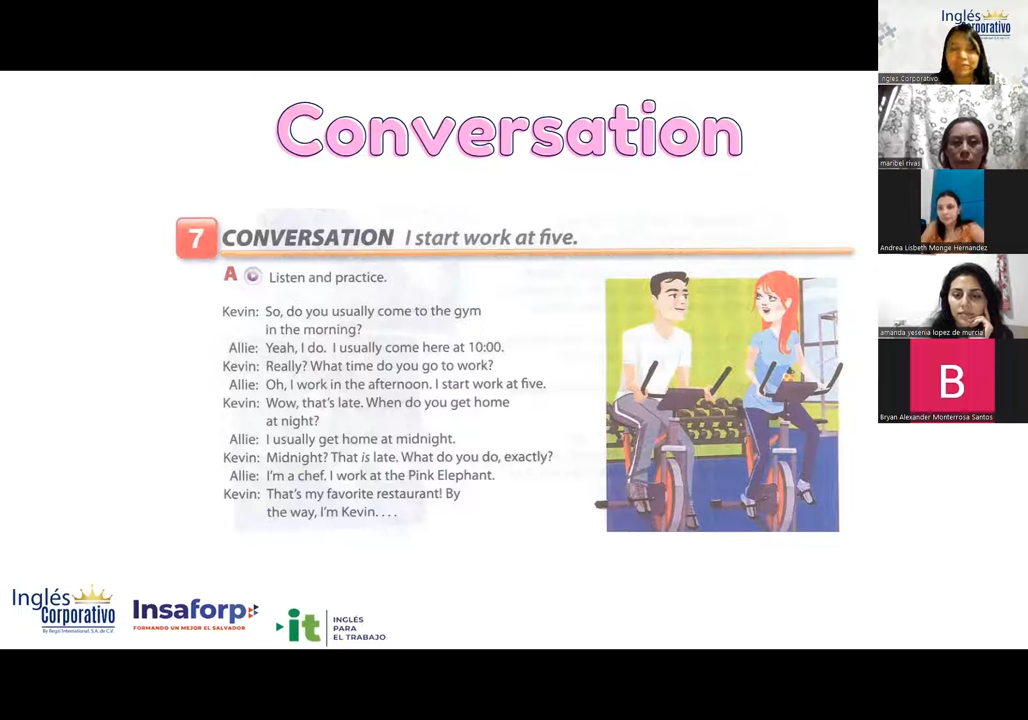 Conversation
7 CONVERSATION I start work at five.
A Listen and practice.
Kevin: So, do you usually come to the gym
in the morning?
Allie: Yeah, I do. I usually come here at 10:00.
Kevin: Really? What time do you go to work?
Allie: Oh, I work in the afternoon. I start work at five.
Kevin: Wow, that's late. When do you get home
at night?
Allie: I usually get home at midnight.
Kevin: Midnight? That is late. What do you do, exactly?
Allie: I'm a chef. I work at the Pink Elephant.
Kevin: That's my favorite restaurant! By
the way, I'm Kevin. . . .
Inglés
Corporativo
By Regal International, S.A. de C.V.
Insaforp
FORMANDO UN MEJOR EL SALVADOR
it
INGLÉS
PARA
EL TRABAJO
Inglés
Corporativo
Ingles Corporativo
maribel rivas
Andrea Lisbeth Monge Hernandez
amanda yesenia lopez de murcia
B
Bryan Alexander Monterrosa Santos